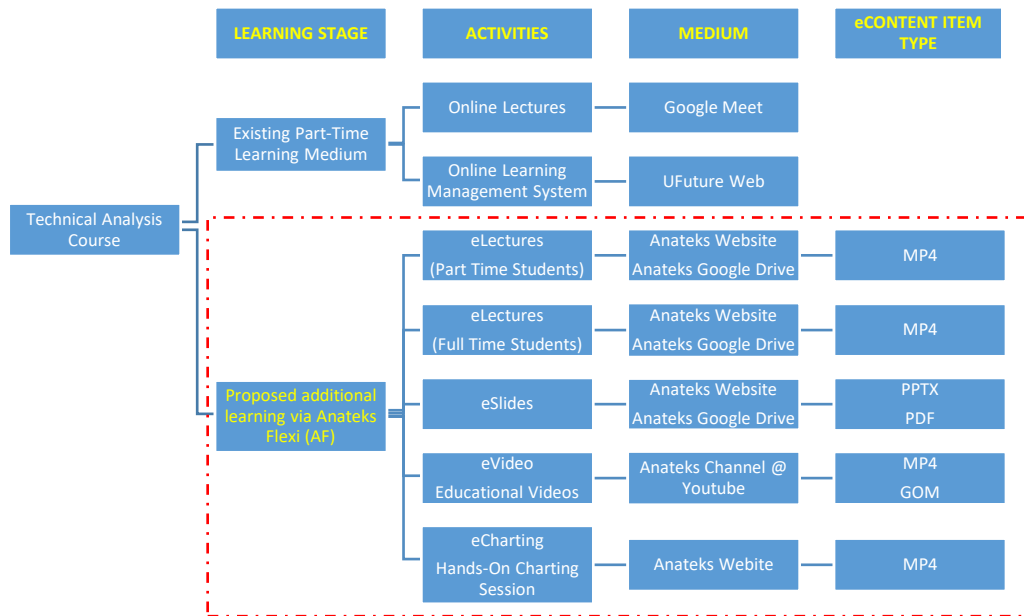 LEARNING STAGE
ACTIVITIES
MEDIUM
eCONTENT ITEM
TYPE
Technical Analysis
Course
Existing Part-Time
Learning Medium
Online Lectures
Google Meet
Online Learning
Management System
UFuture Web
Proposed additional
learning via Anateks
Flexi (AF)
eLectures
(Part Time Students)
Anateks Website
Anateks Google Drive
MP4
eLectures
(Full Time Students)
Anateks Website
Anateks Google Drive
MP4
eSlides
Anateks Website
Anateks Google Drive
PPTX
PDF
eVideo
Educational Videos
Anateks Channel @
Youtube
MP4
GOM
eCharting
Hands-On Charting
Session
Anateks Webite
MP4